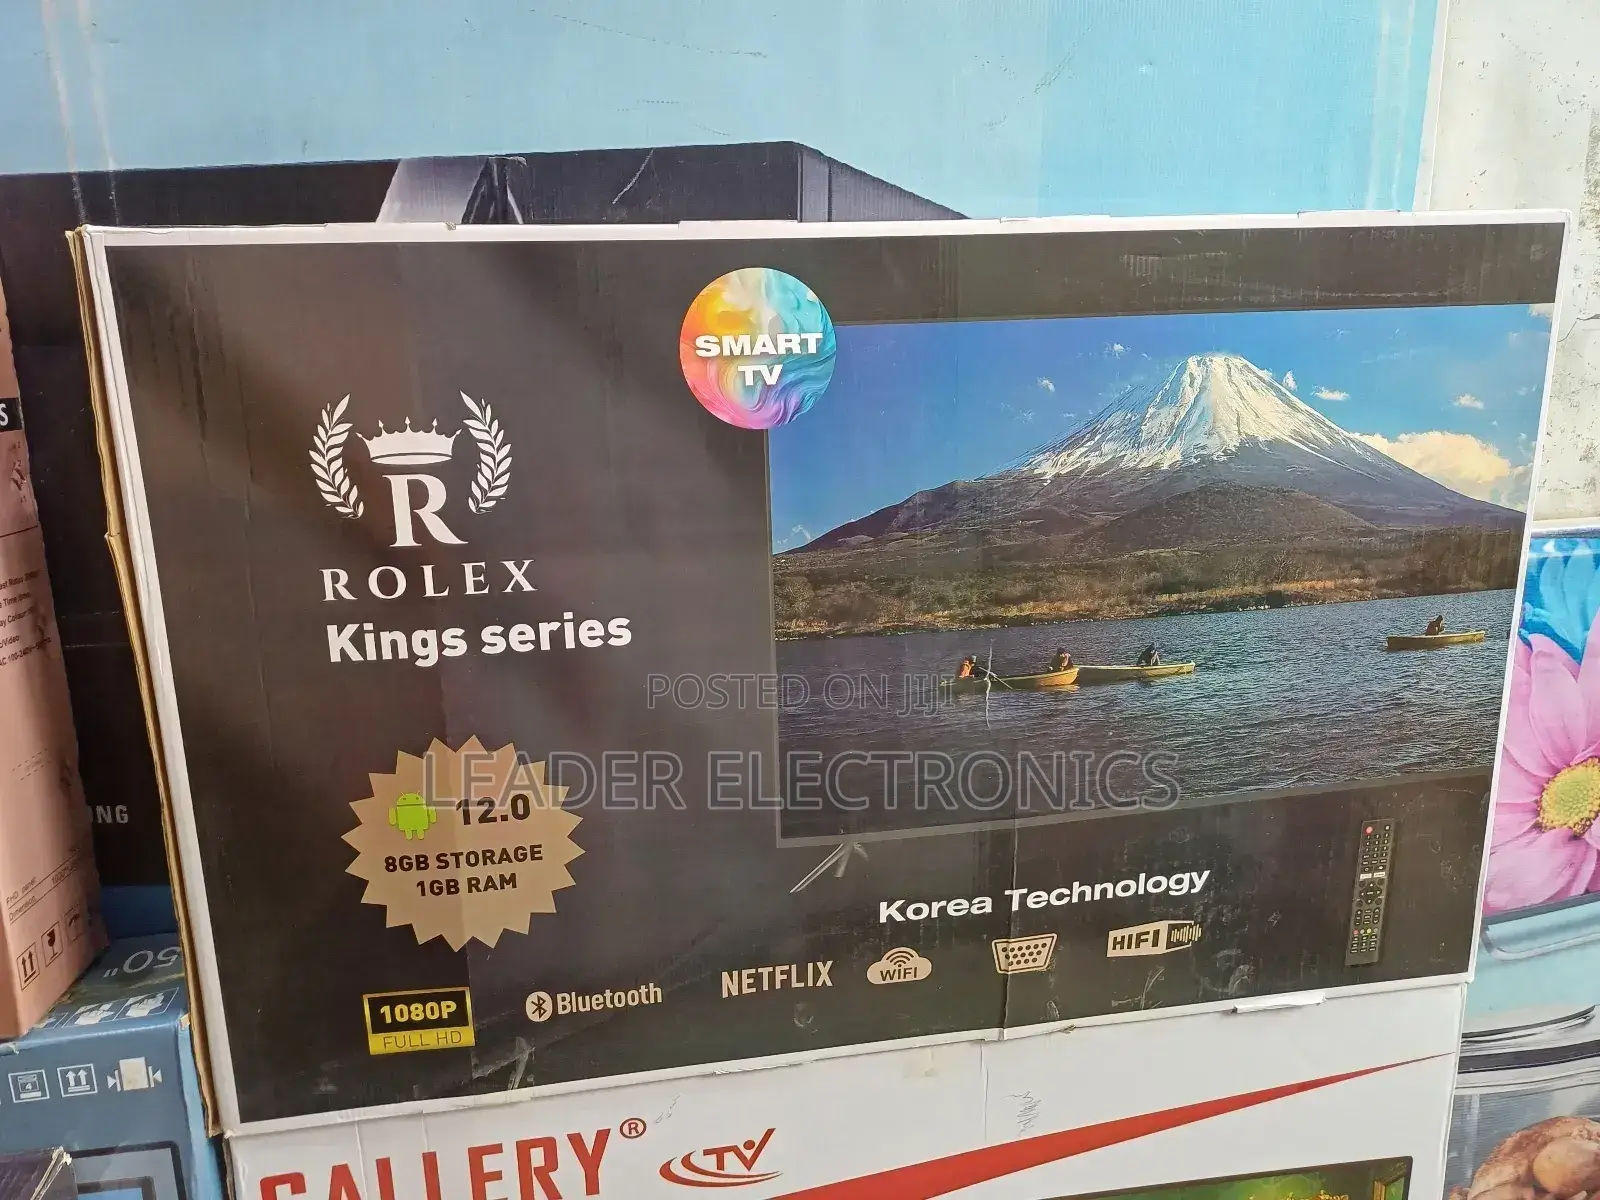 SMART
TV
R
ROLEX
Kings series
POSTED ON JIJI
LEADER ELECTRONICS
12.0
8GB STORAGE
1GB RAM
Korea Technology
1080P
FULL HD
Bluetooth
NETFLIX
WiFi
HIFI
50"
GALLERY®
TV